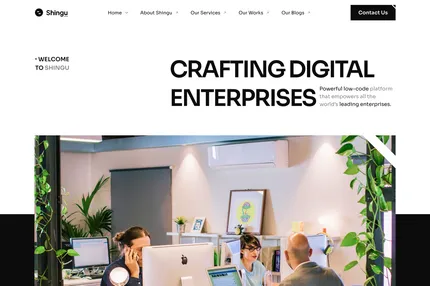 Shingu
Home
About Shingu
Our Services
Our Works
Our Blogs
Contact Us
• WELCOME
TO SHINGU
CRAFTING DIGITAL
ENTERPRISES
Powerful low-code platform
that empowers all the
world's leading enterprises.